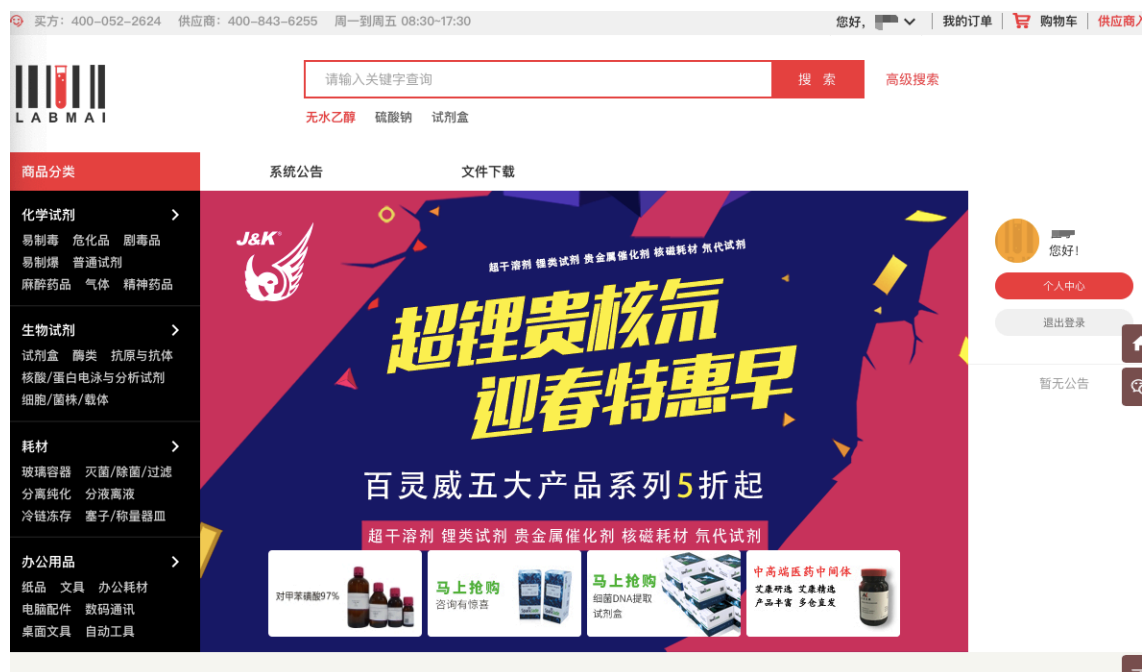 买方：400-052-2624 供应商：400-843-6255 周一到周五 08:30-17:30
您好, 我的订单 购物车 供应商入
LABMAI
请输入关键字查询 搜 索 高级搜索
无水乙醇 硫酸钠 试剂盒
商品分类 系统公告 文件下载
化学试剂
易制毒 危化品 剧毒品
易制爆 普通试剂
麻醉药品 气体 精神药品
生物试剂
试剂盒 酶类 抗原与抗体
核酸/蛋白电泳与分析试剂
细胞/菌株/载体
耗材
玻璃容器 灭菌/除菌/过滤
分离纯化 分液离液
冷链冻存 塞子/称量器皿
办公用品
纸品 文具 办公耗材
电脑配件 数码通讯
桌面文具 自动工具
J&K
超干溶剂 锂类试剂 贵金属催化剂 核磁耗材 氘代试剂
超锂贵核氘
迎春特惠早
百灵威五大产品系列5折起
超干溶剂 锂类试剂 贵金属催化剂 核磁耗材 氘代试剂
对甲苯磺酸97%
马上抢购
咨询有惊喜
马上抢购
细菌DNA提取
试剂盒
中高端医药中间体
艾康研选 艾康精选
产品丰富 多仓直发
您好！
个人中心
退出登录
暂无公告